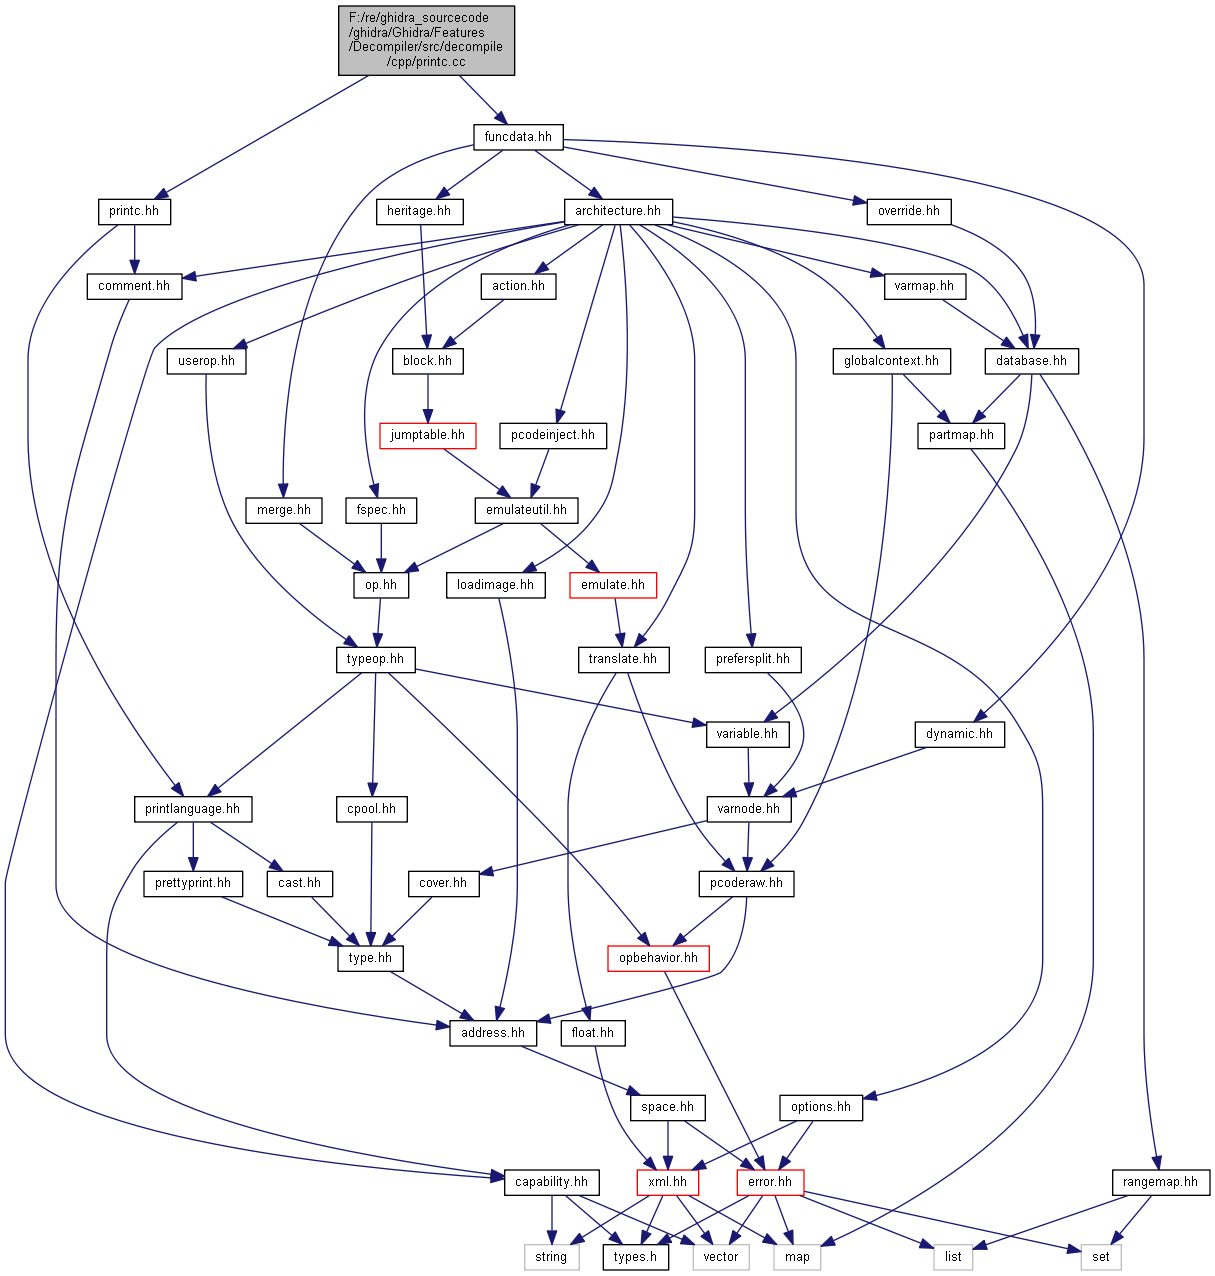 F:/re/ghidra_sourcecode
/ghidra/Ghidra/Features
/Decompiler/src/decompile
/cpp/printc.cc
funcdata.hh
printc.hh
heritage.hh
architecture.hh
override.hh
comment.hh
action.hh
varmap.hh
userop.hh
block.hh
globalcontext.hh
database.hh
jumptable.hh
pcodeinject.hh
partmap.hh
merge.hh
fspec.hh
emulateutil.hh
op.hh
loadimage.hh
emulate.hh
typeop.hh
translate.hh
prefersplit.hh
variable.hh
dynamic.hh
printlanguage.hh
cpool.hh
varnode.hh
prettyprint.hh
cast.hh
cover.hh
pcoderaw.hh
type.hh
opbehavior.hh
address.hh
float.hh
space.hh
options.hh
capability.hh
xml.hh
error.hh
rangemap.hh
string
types.h
vector
map
list
set